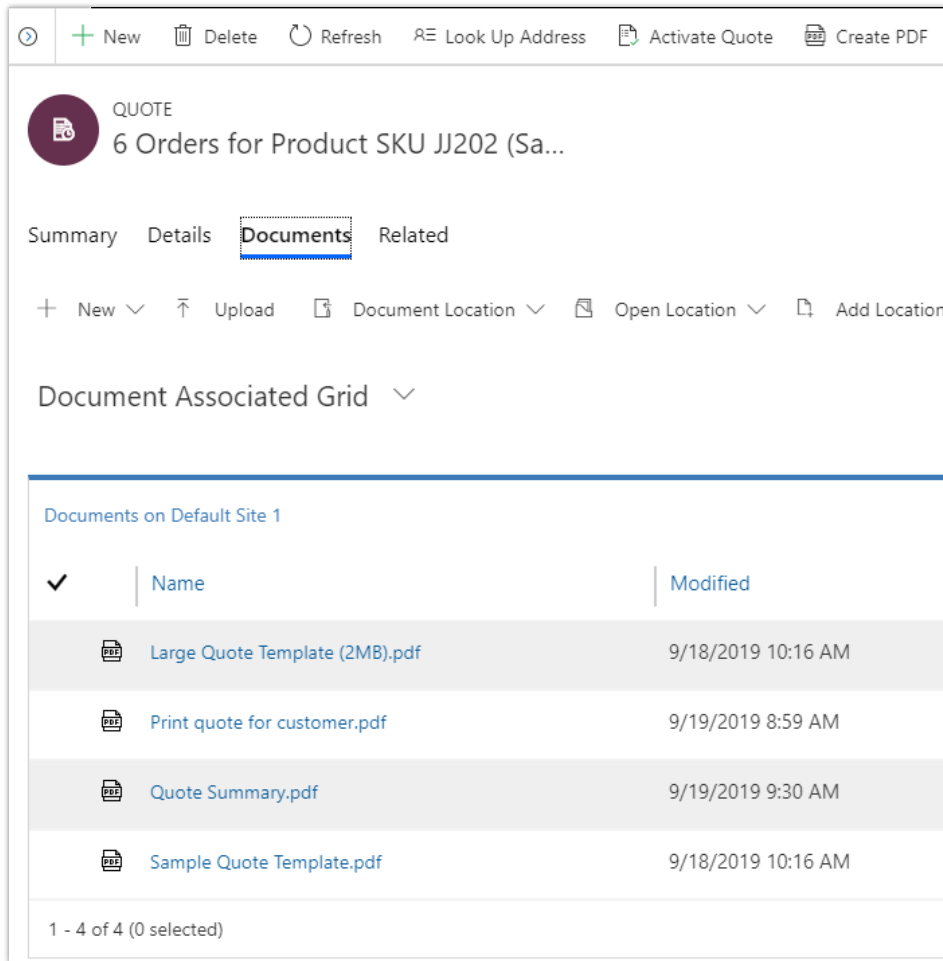 New Delete Refresh Look Up Address Activate Quote Create PDF
QUOTE
6 Orders for Product SKU JJ202 (Sa...
Summary Details Documents Related
New Upload Document Location Open Location Add Location
Document Associated Grid
Documents on Default Site 1
Name Modified
PDF Large Quote Template (2MB).pdf 9/18/2019 10:16 AM
PDF Print quote for customer.pdf 9/19/2019 8:59 AM
PDF Quote Summary.pdf 9/19/2019 9:30 AM
PDF Sample Quote Template.pdf 9/18/2019 10:16 AM
1 - 4 of 4 (0 selected)